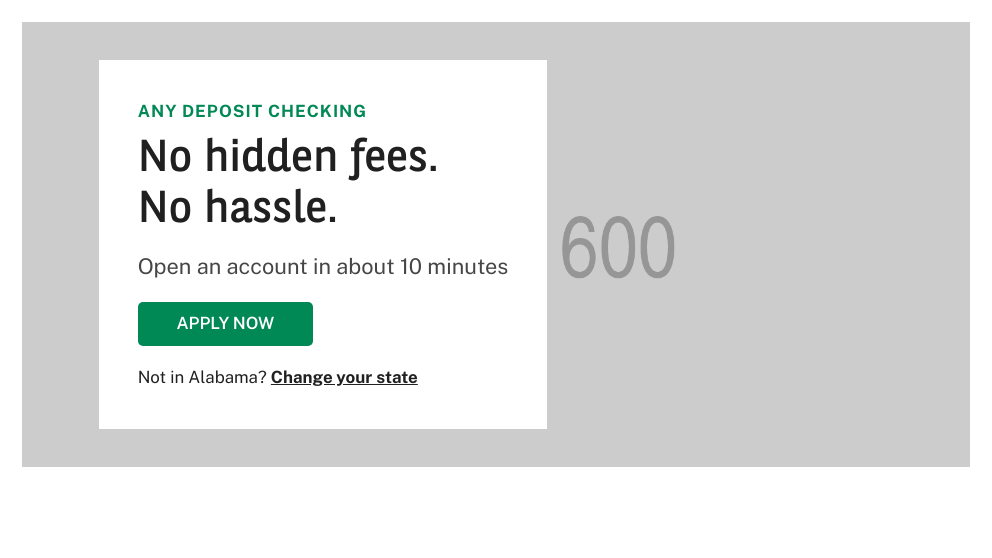 ANY DEPOSIT CHECKING
No hidden fees.
No hassle.
Open an account in about 10 minutes
APPLY NOW
Not in Alabama? Change your state
600